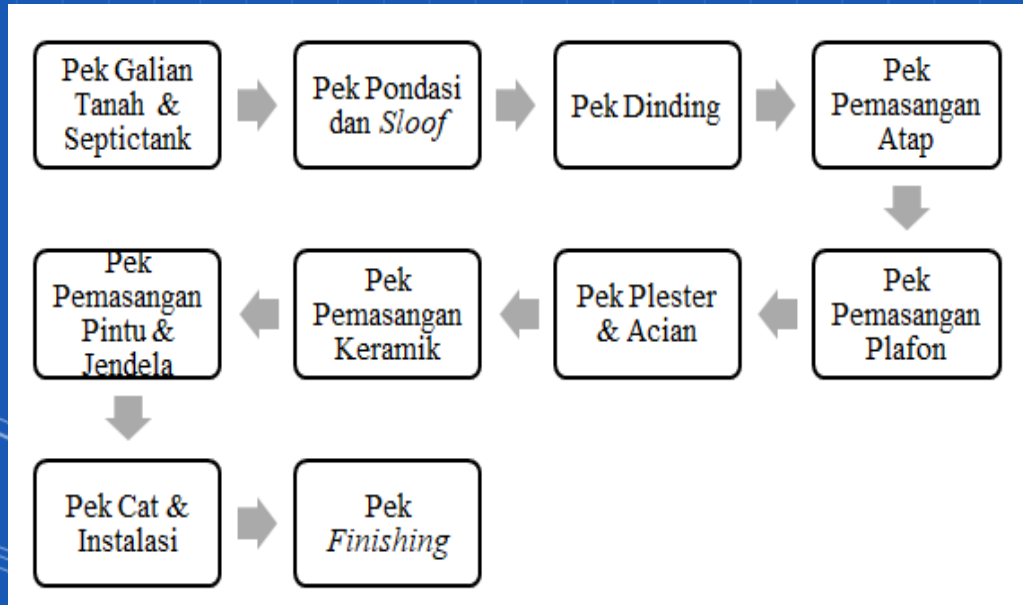 Pek Galian
Tanah &
Septictank
Pek Pondasi
dan Sloof
Pek Dinding
Pek
Pemasangan
Atap
Pek
Pemasangan
Plafon
Pek Plester
& Acian
Pek
Pemasangan
Keramik
Pek
Pemasangan
Pintu &
Jendela
Pek Cat &
Instalasi
Pek
Finishing